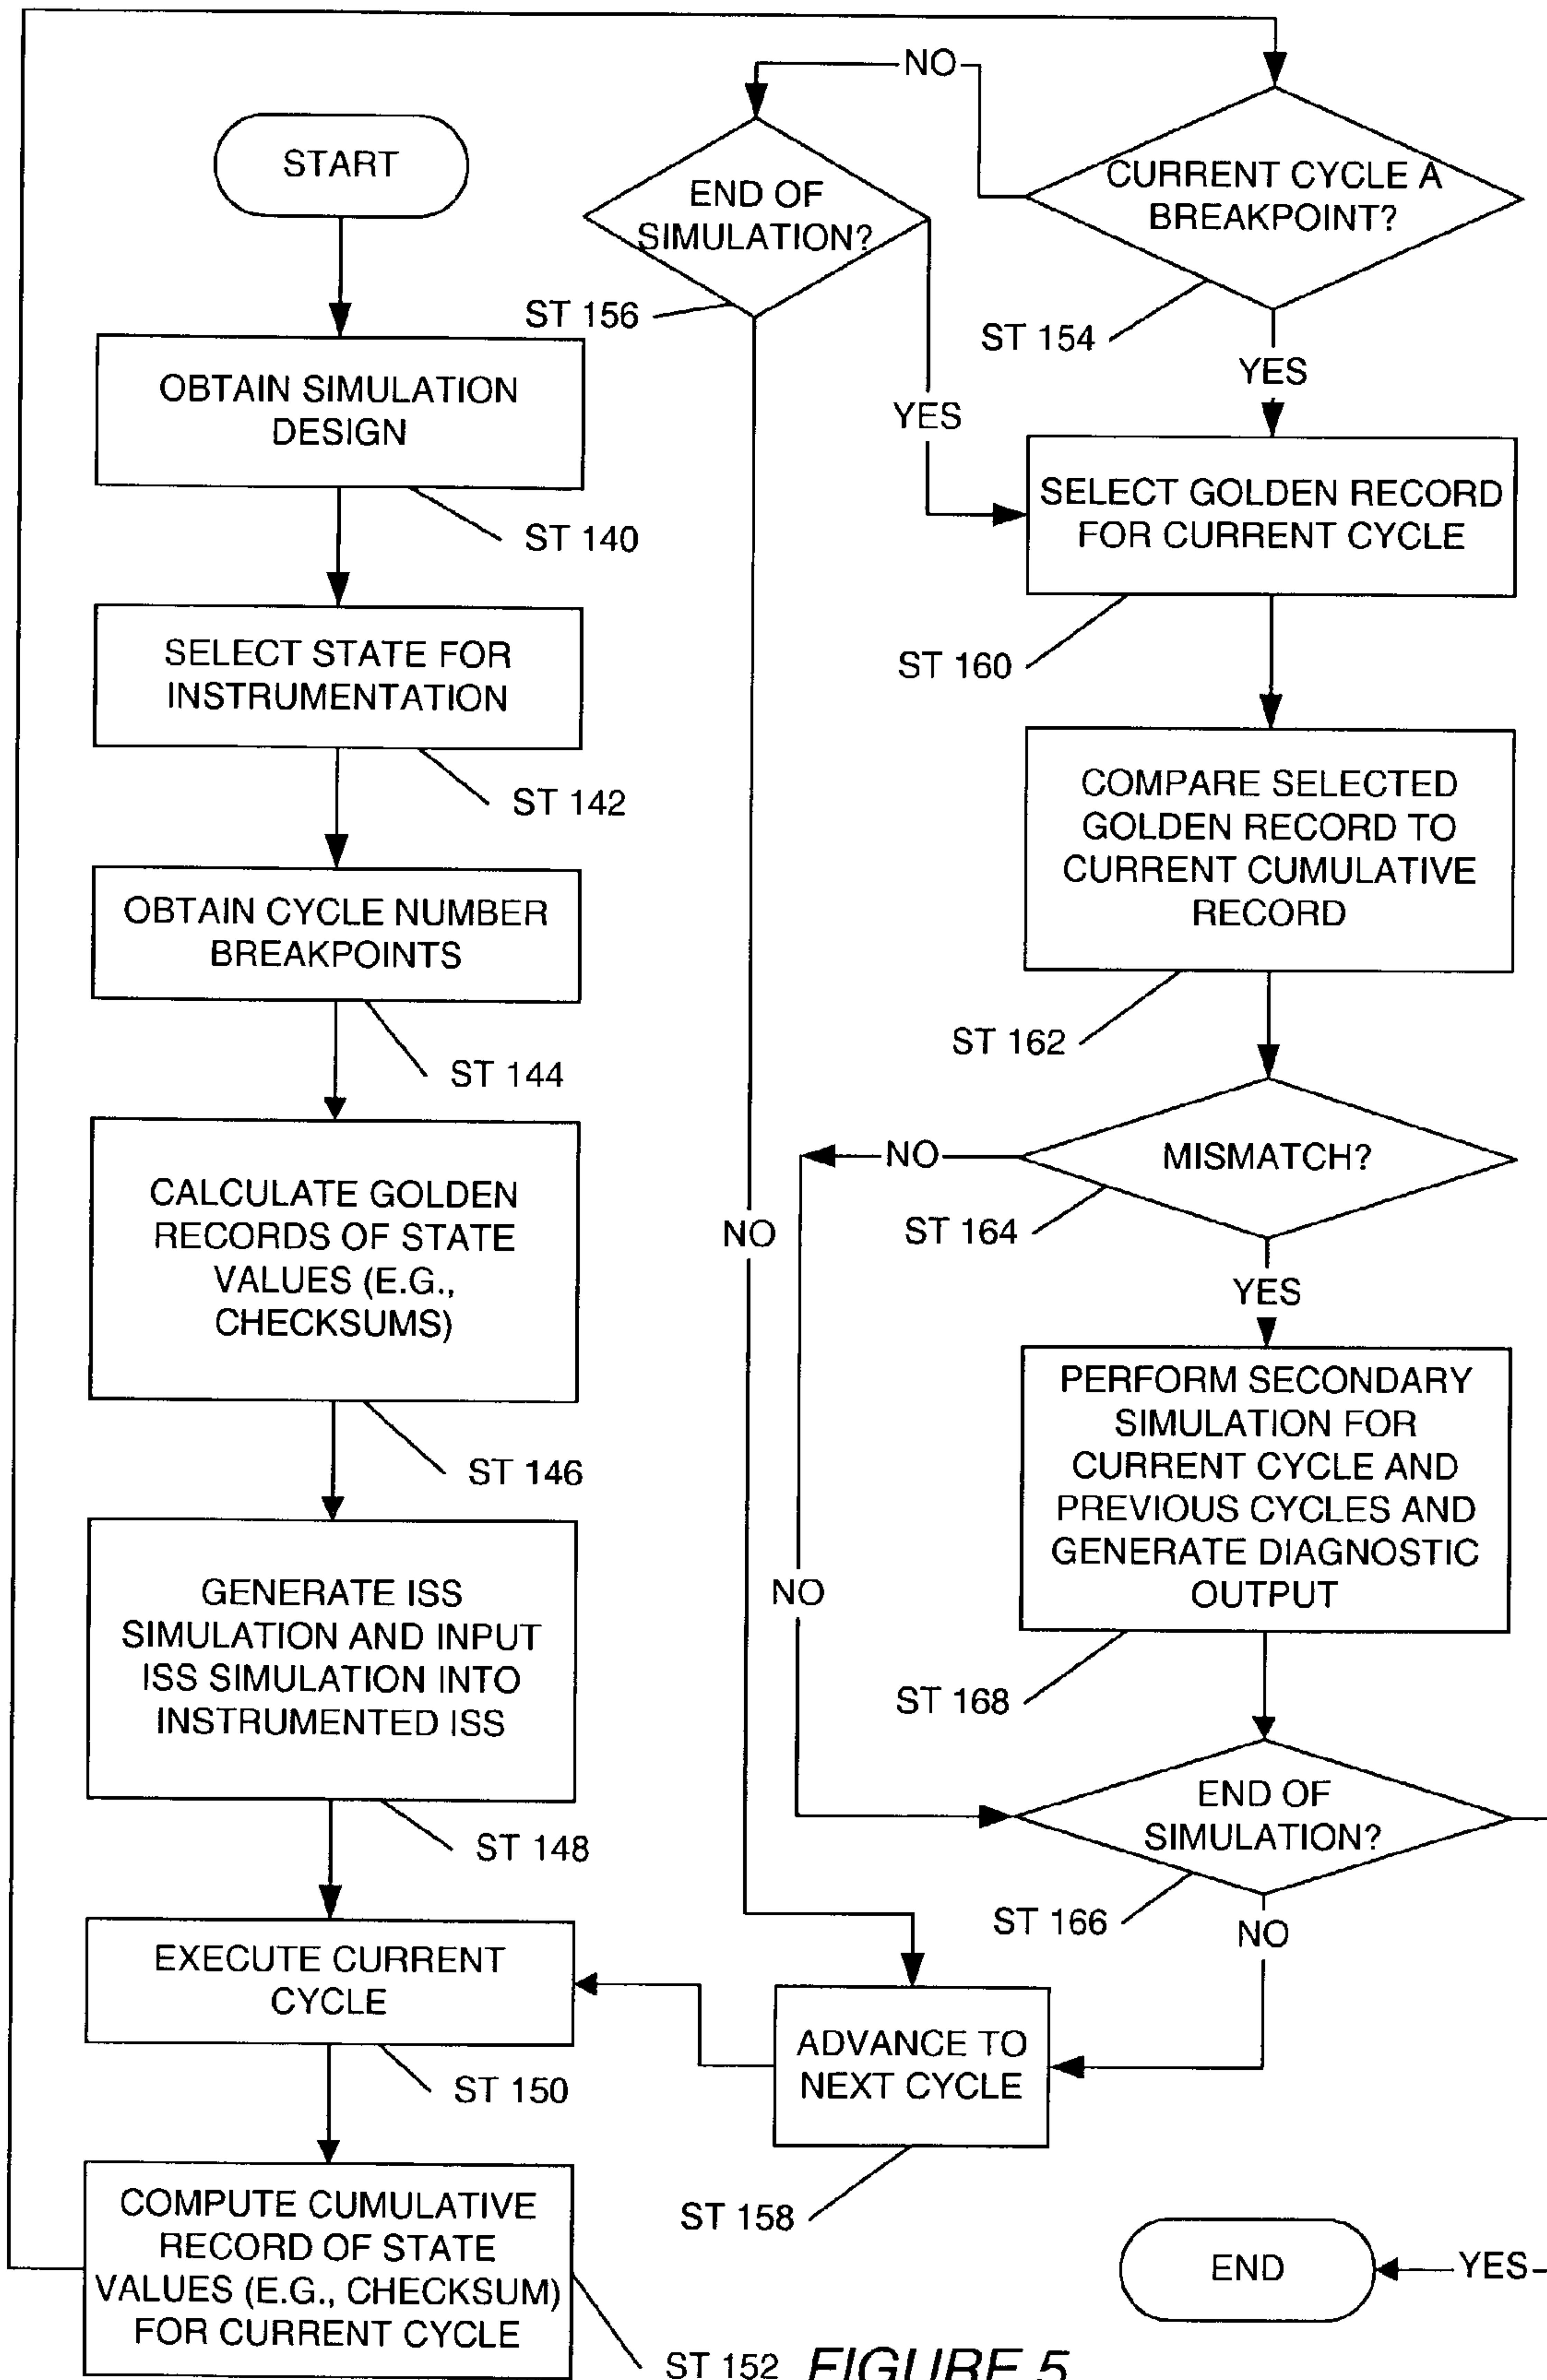 START
OBTAIN SIMULATION
DESIGN
ST 140
SELECT STATE FOR
INSTRUMENTATION
ST 142
OBTAIN CYCLE NUMBER
BREAKPOINTS
ST 144
CALCULATE GOLDEN
RECORDS OF STATE
VALUES (E.G.,
CHECKSUMS)
ST 146
GENERATE ISS
SIMULATION AND INPUT
ISS SIMULATION INTO
INSTRUMENTED ISS
ST 148
EXECUTE CURRENT
CYCLE
ST 150
COMPUTE CUMULATIVE
RECORD OF STATE
VALUES (E.G., CHECKSUM)
FOR CURRENT CYCLE
ST 152
CURRENT CYCLE A
BREAKPOINT?
ST 154
NO
YES
END OF
SIMULATION?
ST 156
YES
NO
SELECT GOLDEN RECORD
FOR CURRENT CYCLE
ST 160
COMPARE SELECTED
GOLDEN RECORD TO
CURRENT CUMULATIVE
RECORD
ST 162
MISMATCH?
ST 164
NO
NO
YES
PERFORM SECONDARY
SIMULATION FOR
CURRENT CYCLE AND
PREVIOUS CYCLES AND
GENERATE DIAGNOSTIC
OUTPUT
ST 168
END OF
SIMULATION?
ST 166
NO
ADVANCE TO
NEXT CYCLE
ST 158
YES
END
FIGURE 5